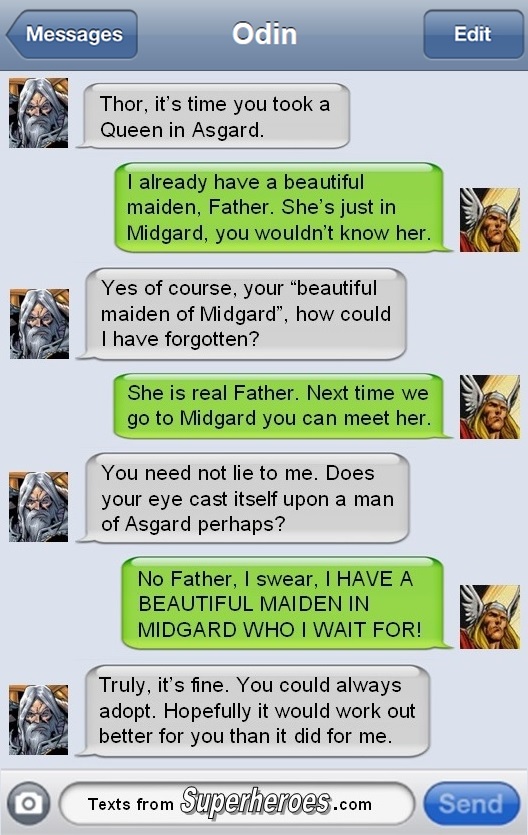 Messages
Odin
Edit
Thor, it's time you took a
Queen in Asgard.
I already have a beautiful
maiden, Father. She's just in
Midgard, you wouldn't know her.
Yes of course, your “beautiful
maiden of Midgard”, how could
I have forgotten?
She is real Father. Next time we
go to Midgard you can meet her.
You need not lie to me. Does
your eye cast itself upon a man
of Asgard perhaps?
No Father, I swear, I HAVE A
BEAUTIFUL MAIDEN IN
MIDGARD WHO I WAIT FOR!
Truly, it's fine. You could always
adopt. Hopefully it would work out
better for you than it did for me.
Texts from Superheroes.com
Send